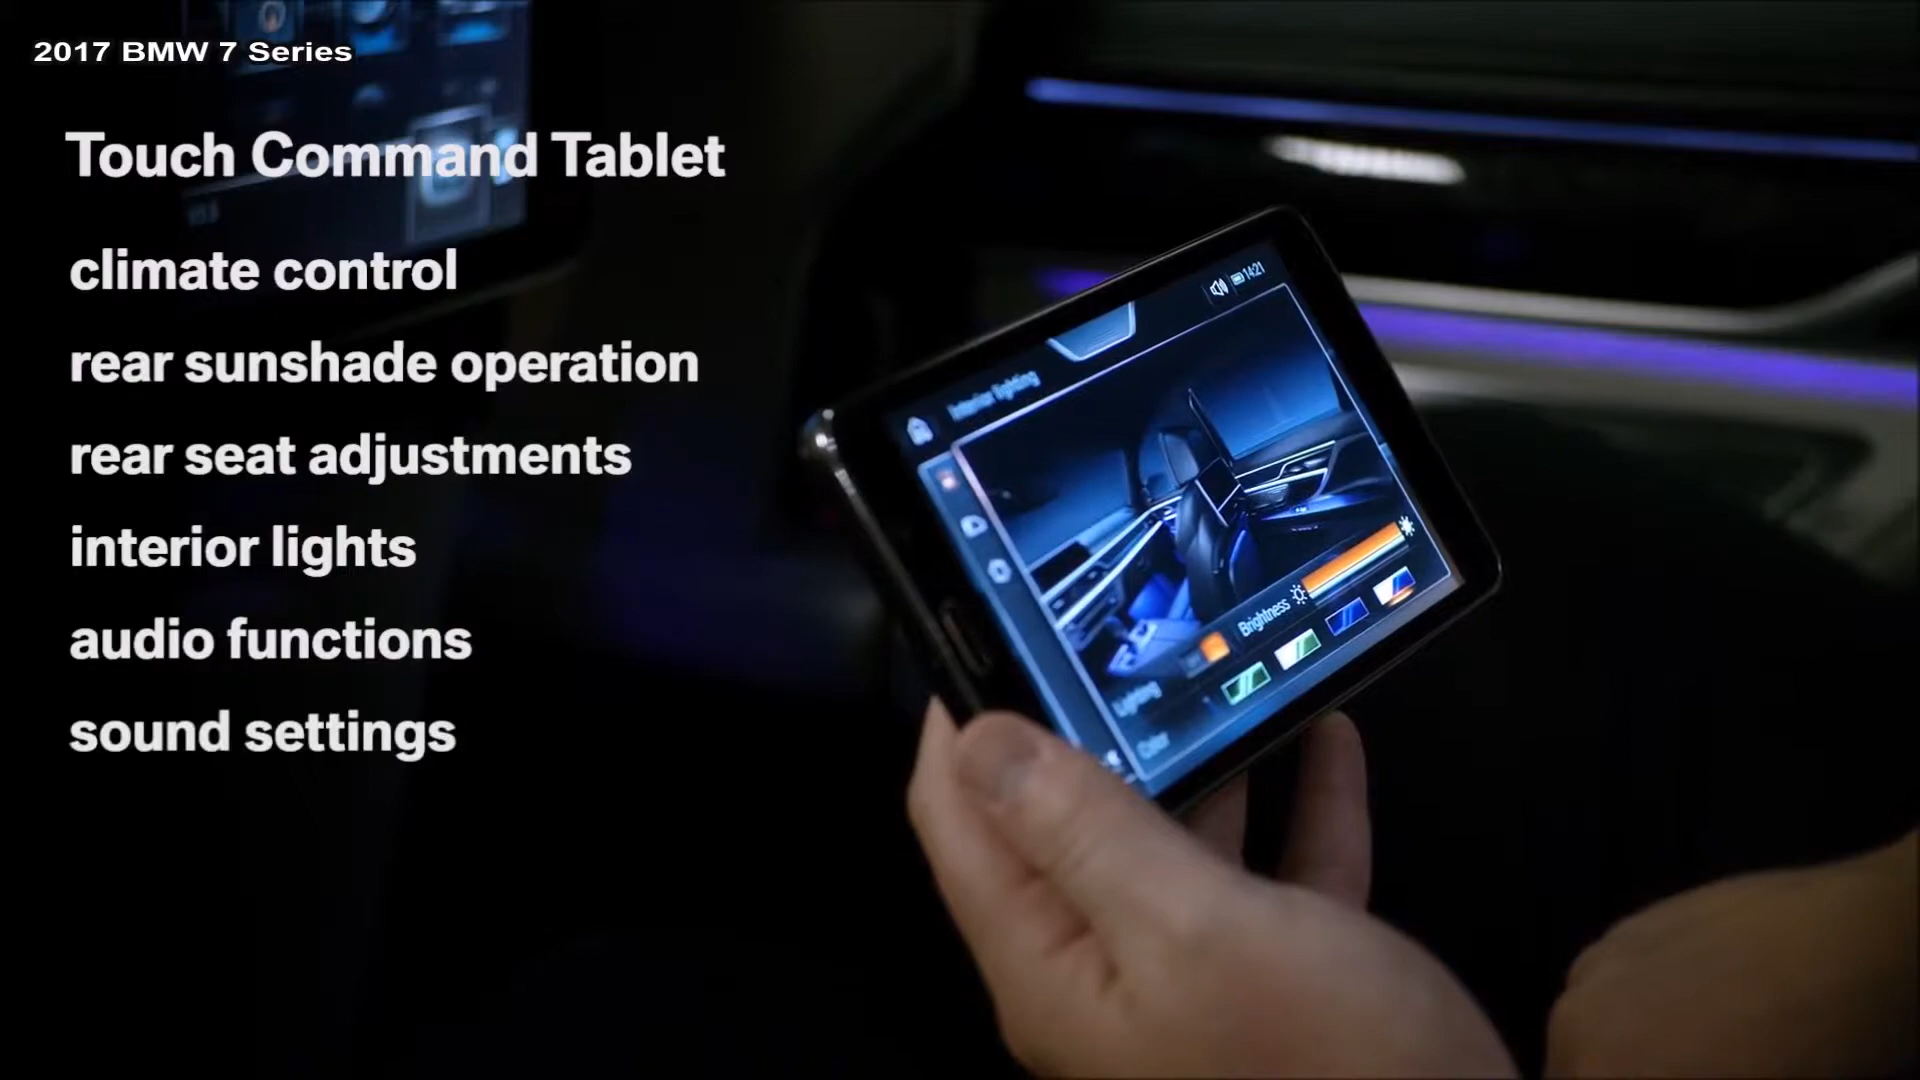 2017 BMW 7 Series
Touch Command Tablet
climate control
rear sunshade operation
rear seat adjustments
interior lights
audio functions
sound settings
14:21
Interior lighting
Brightness
Lighting
Color